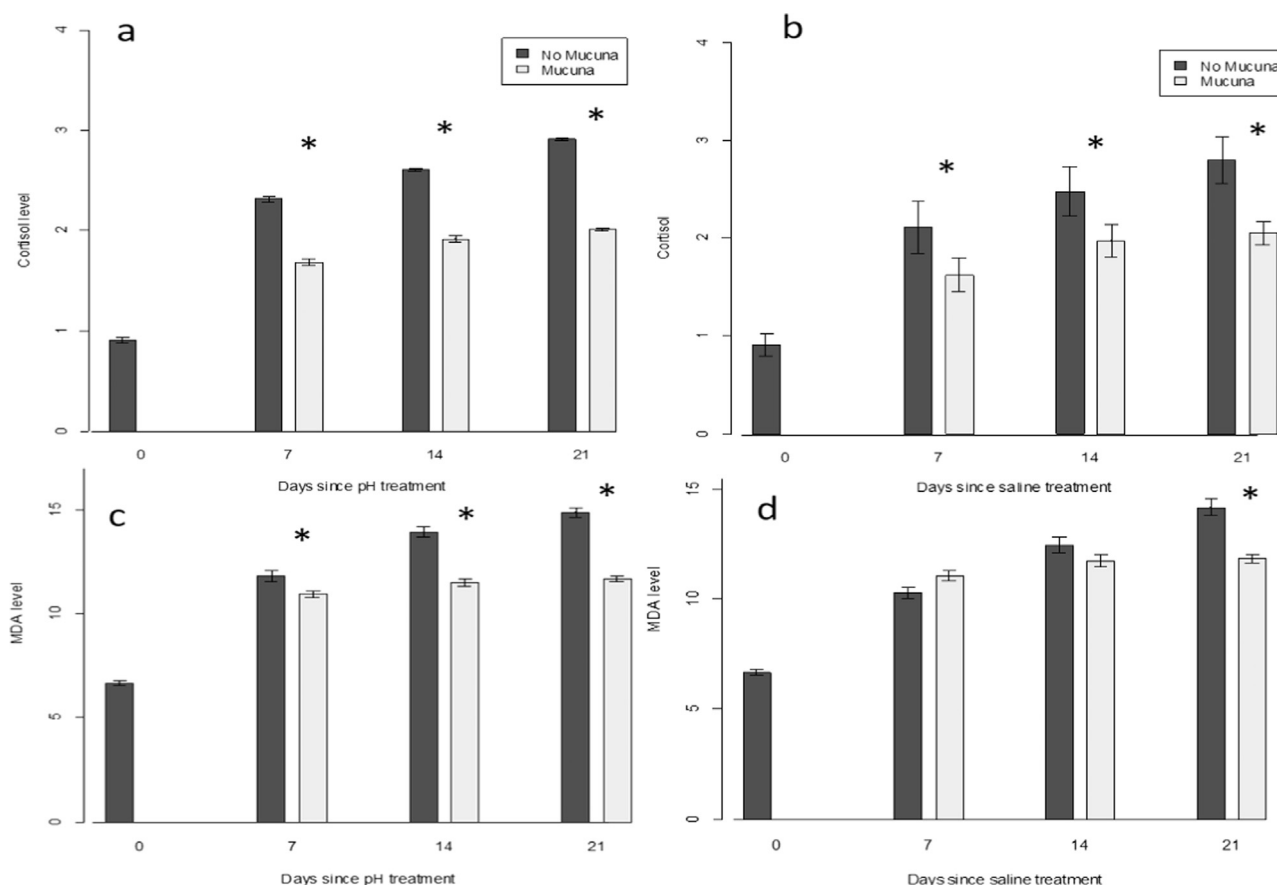 a
4
3
2
1
0
Cortisol level
No Mucuna
Mucuna
*
*
*
0
7
14
21
Days since pH treatment
b
4
3
2
1
0
Cortisol
No Mucuna
Mucuna
*
*
*
0
7
14
21
Days since saline treatment
c
15
10
5
0
MDA level
*
*
*
0
7
14
21
Days since pH treatment
d
15
10
5
0
MDA level
*
0
7
14
21
Days since saline treatment